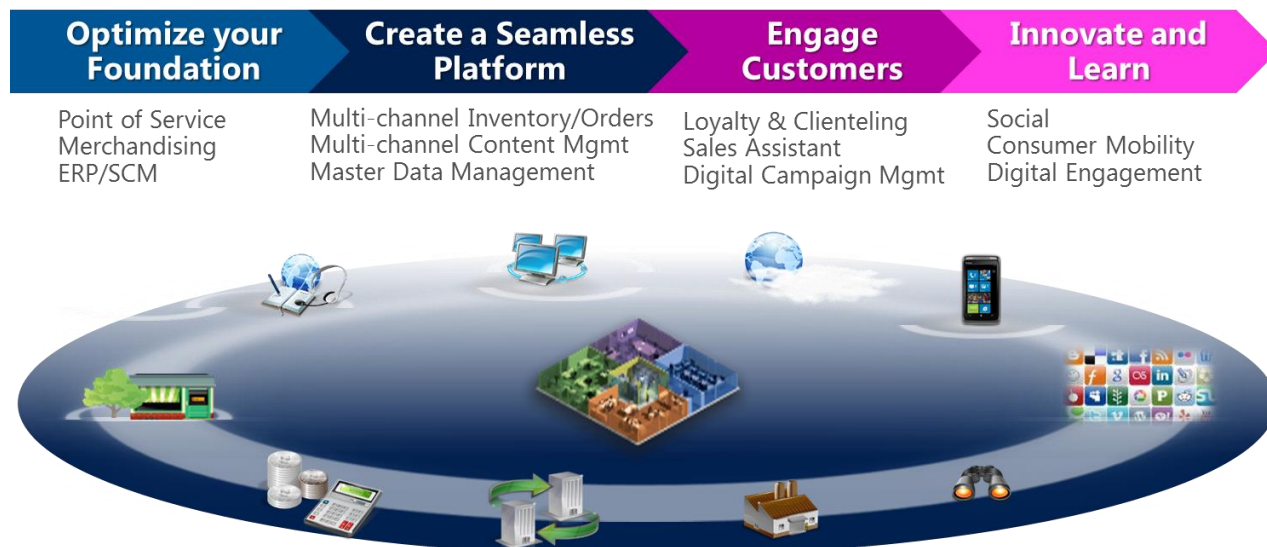 Optimize your
Foundation
Create a Seamless
Platform
Engage
Customers
Innovate and
Learn
Point of Service
Merchandising
ERP/SCM
Multi-channel Inventory/Orders
Multi-channel Content Mgmt
Master Data Management
Loyalty & Clienteling
Sales Assistant
Digital Campaign Mgmt
Social
Consumer Mobility
Digital Engagement